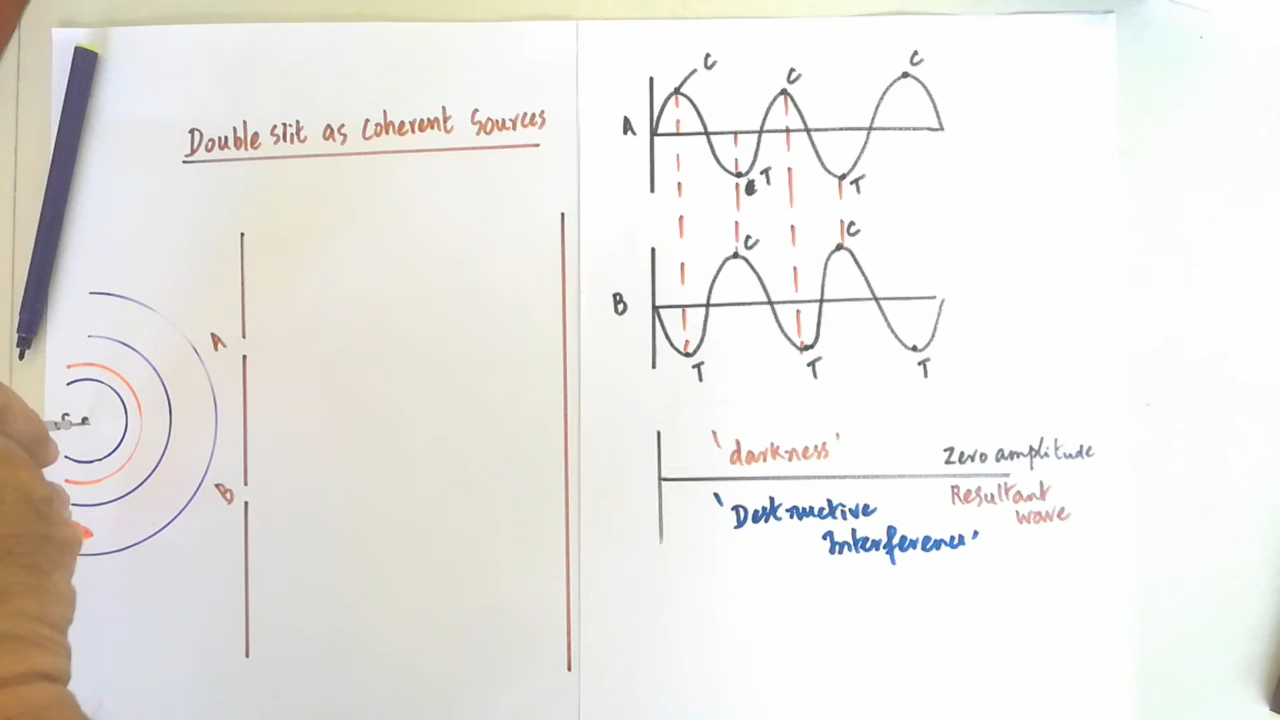 Double slit as Coherent Sources
A
B
S
C
C
C
A
T
T
C
C
B
T
T
T
'darkness'
Zero amplitude
Resultant
wave
'Destructive
Interference'